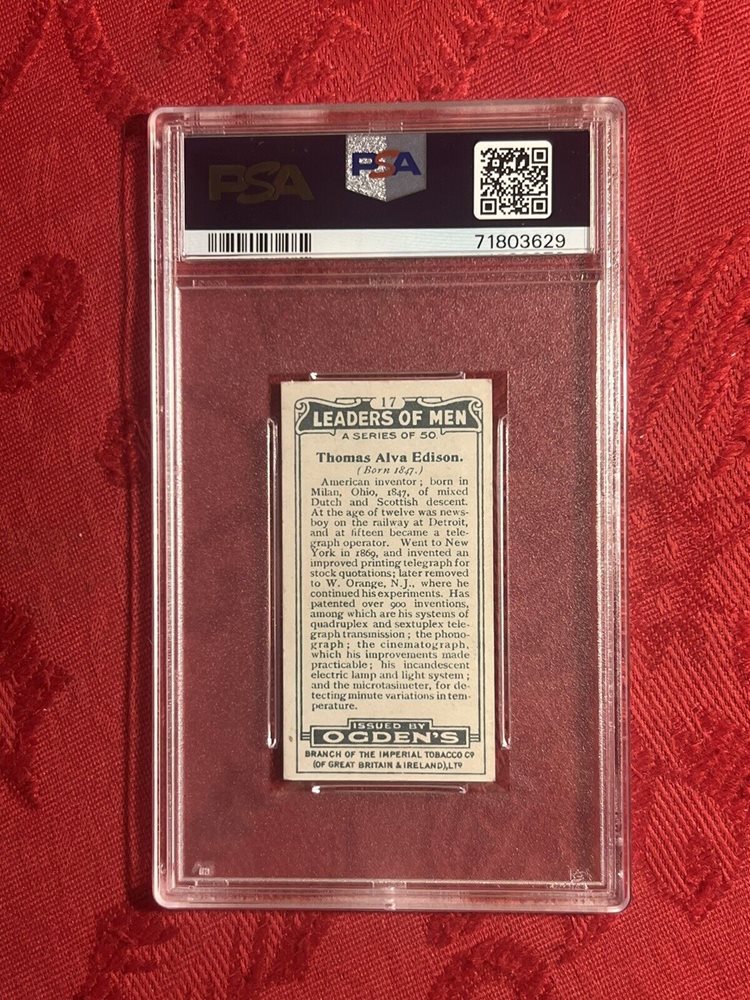 PSA PSA
71803629
17
LEADERS OF MEN
A SERIES OF 50.
Thomas Alva Edison.
(Born 1847.)
American inventor; born in
Milan, Ohio, 1847, of mixed
Dutch and Scottish descent.
At the age of twelve was news-
boy on the railway at Detroit,
and at fifteen became a tele-
graph operator. Went to New
York in 1869, and invented an
improved printing telegraph for
stock quotations; later removed
to W. Orange, N.J., where he
continued his experiments. Has
patented over 900 inventions,
among which are his systems of
quadruplex and sextuplex tele-
graph transmission; the phono-
graph; the cinematograph,
which his improvements made
practicable; his incandescent
electric lamp and light system;
and the microtasimeter, for de-
tecting minute variations in tem-
perature.
ISSUED BY
OGDEN'S
BRANCH OF THE IMPERIAL TOBACCO Co
(OF GREAT BRITAIN & IRELAND), LTD